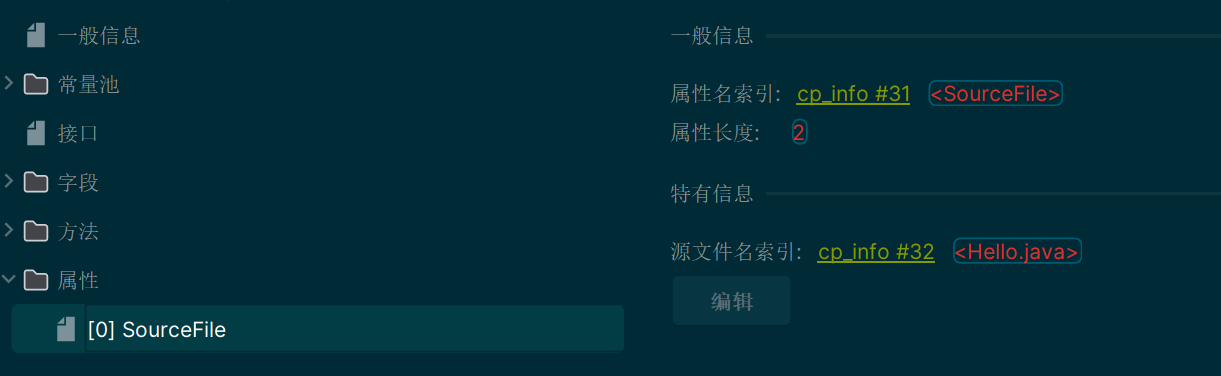 一般信息
常量池
接口
字段
方法
属性
[0] SourceFile
一般信息
属性名索引: cp_info #31 <SourceFile>
属性长度: 2
特有信息
源文件名索引: cp_info #32 <Hello.java>
编辑